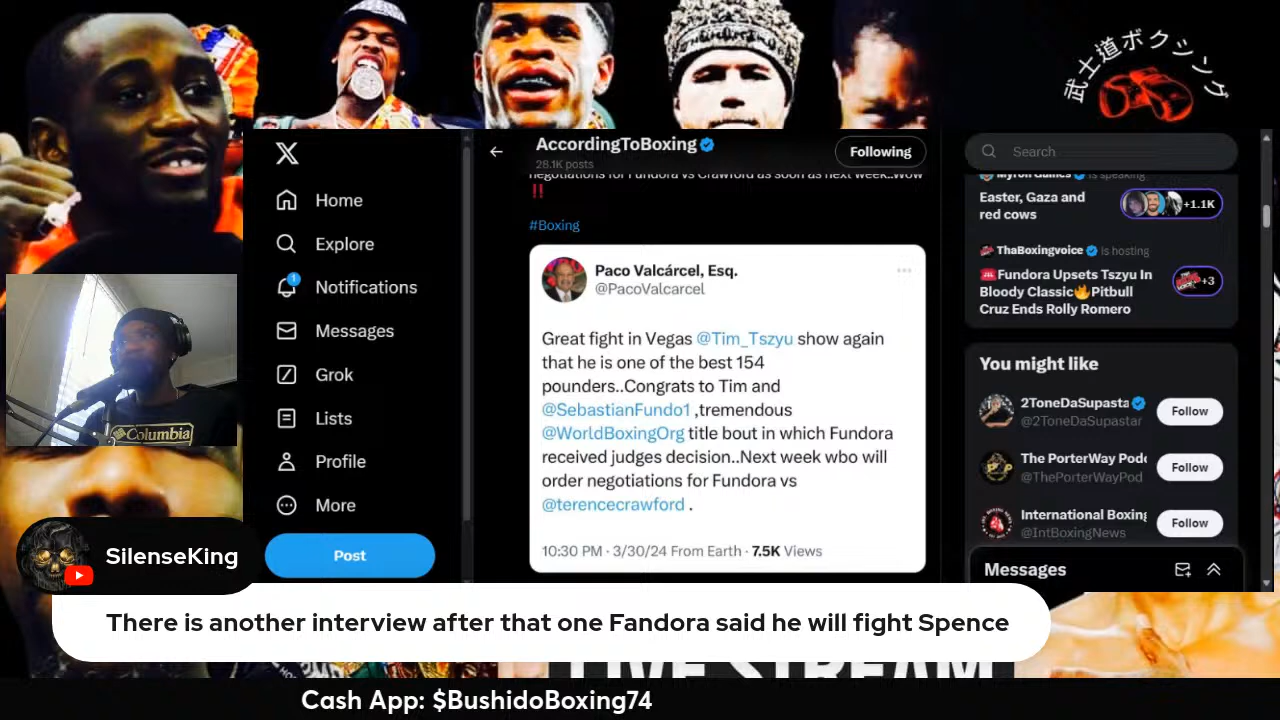 武士道ボクシング
X
Home
Explore
1
Notifications
Messages
Grok
Lists
Profile
More
Post
AccordingToBoxing
28.1K posts
Following
negotiations for Fundora vs Crawford as soon as next week..Wow
‼️
#Boxing
Paco Valcárcel, Esq.
@PacoValcarcel
Great fight in Vegas @Tim_Tszyu show again
that he is one of the best 154
pounders..Congrats to Tim and
@SebastianFundo1 ,tremendous
@WorldBoxingOrg title bout in which Fundora
received judges decision..Next week wbo will
order negotiations for Fundora vs
@terencecrawford .
10:30 PM · 3/30/24 From Earth · 7.5K Views
Search
is speaking
Easter, Gaza and
red cows
+1.1K
ThaBoxingvoice is hosting
Fundora Upsets Tszyu In
Bloody Classic🔥Pitbull
Cruz Ends Rolly Romero
+3
You might like
2ToneDaSupasta
@2ToneDaSupastar
Follow
The PorterWay Pod
@ThePorterWayPod
Follow
International Boxing
@IntBoxingNews
Follow
Messages
Columbia
SilenseKing
There is another interview after that one Fandora said he will fight Spence
LIVE STREAM
Cash App: $BushidoBoxing74